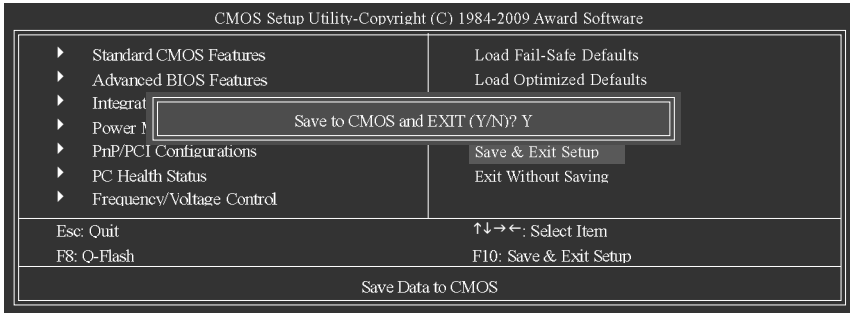 CMOS Setup Utility-Copyright (C) 1984-2009 Award Software
Standard CMOS Features
Advanced BIOS Features
Power
PnP/PCI Configurations
PC Health Status
Frequency/Voltage Control
Load Fail-Safe Defaults
Load Optimized Defaults
Save to CMOS and EXIT (Y/N)? Y
Save & Exit Setup
Exit Without Saving
Esc: Quit
↑↓→←: Select Item
F8: Q-Flash
F10: Save & Exit Setup
Save Data to CMOS